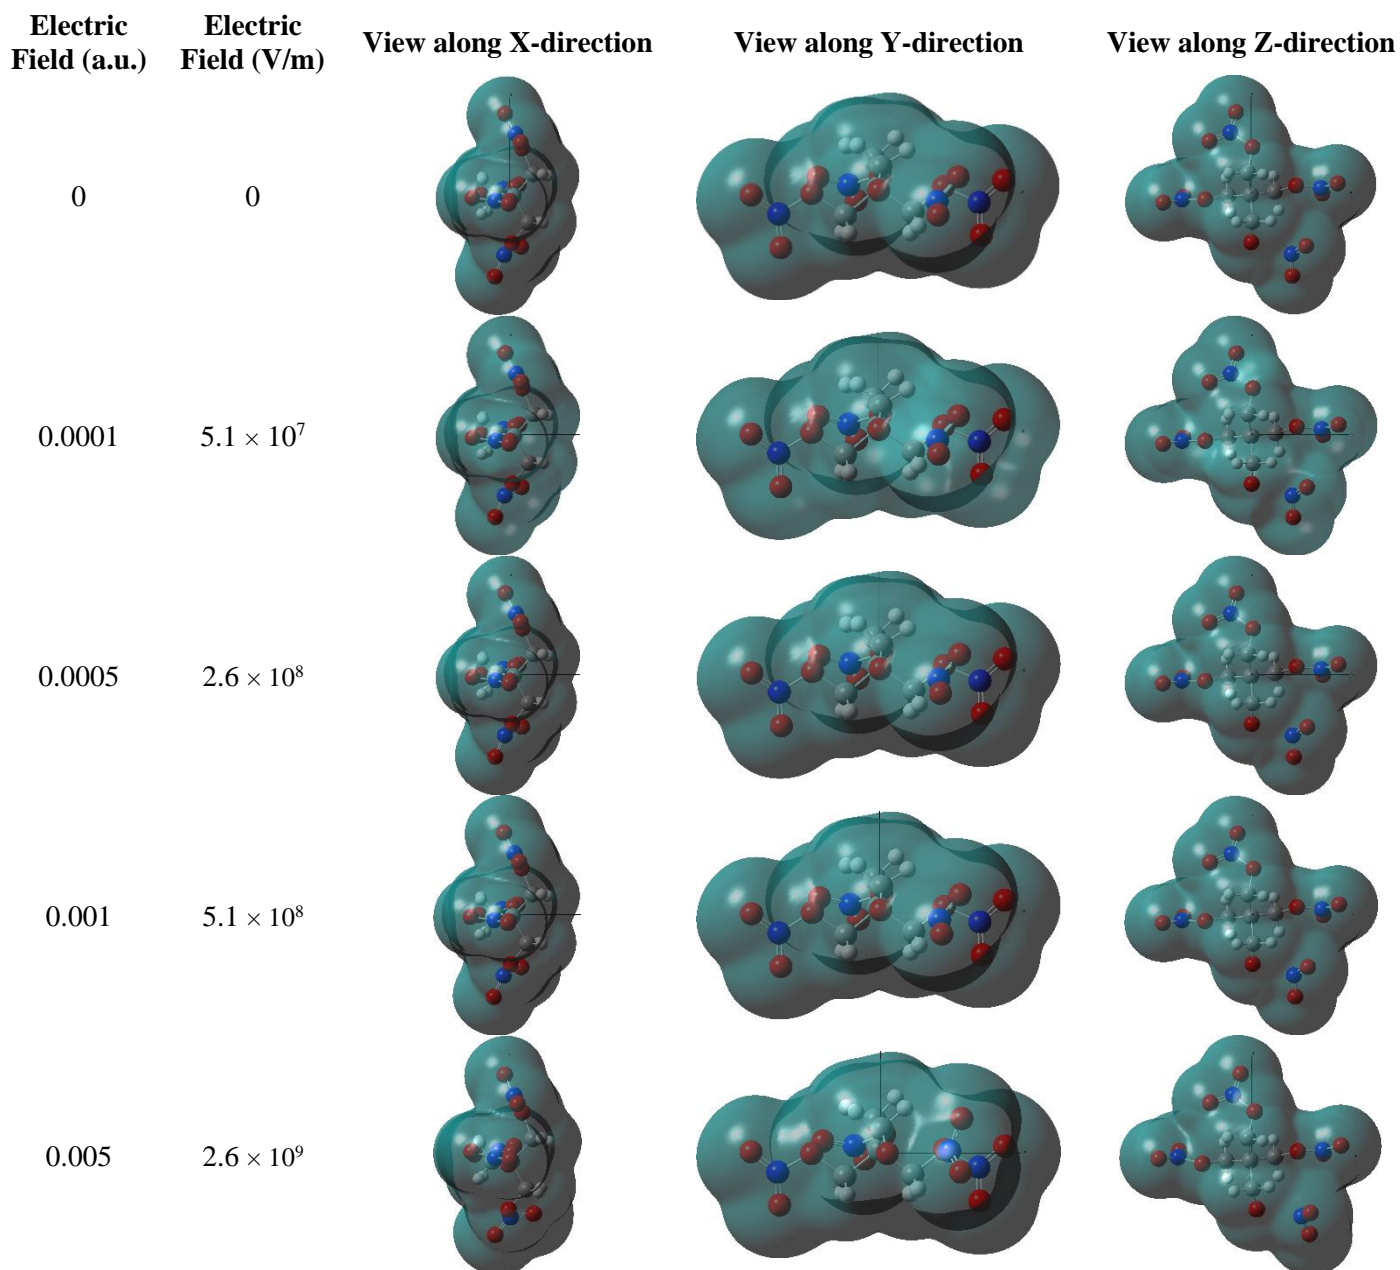 Electric Field (a.u.) Electric Field (V/m) View along X-direction View along Y-direction View along Z-direction
0 0
0.0001 5.1 × 10⁷
0.0005 2.6 × 10⁸
0.001 5.1 × 10⁸
0.005 2.6 × 10⁹